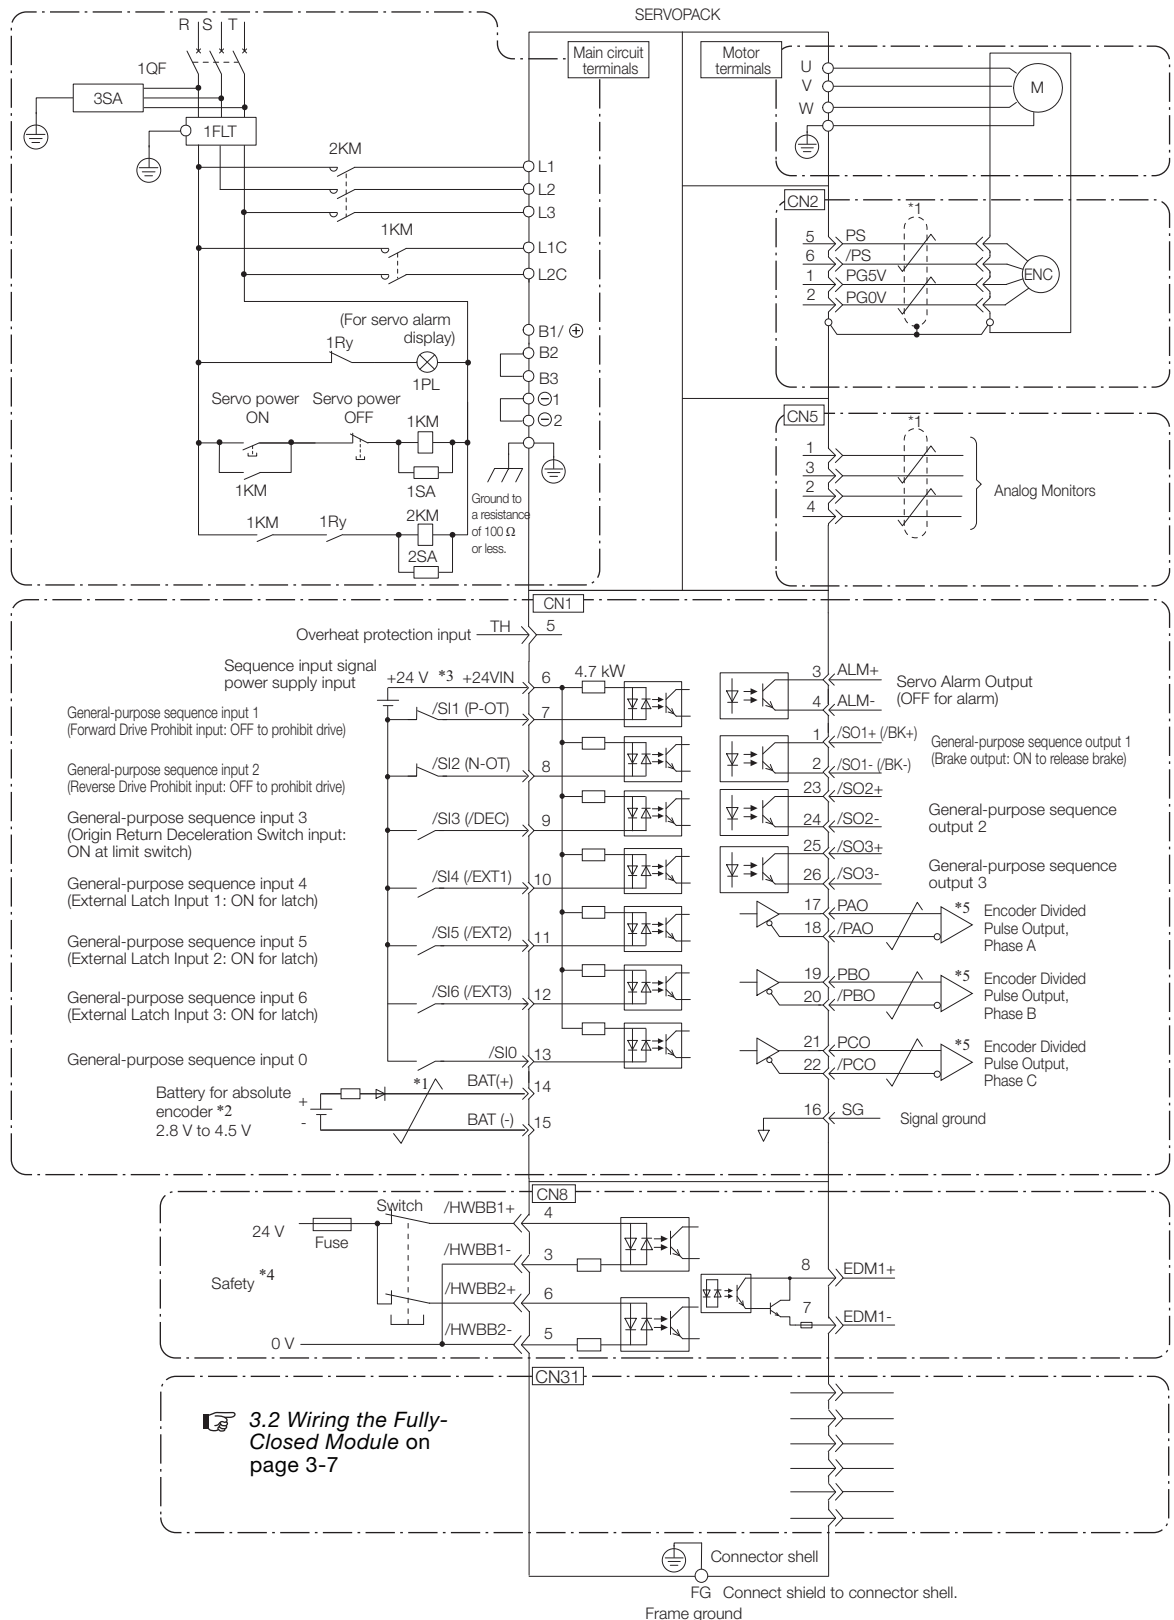 SERVOPACK
R S T
Main circuit
terminals
Motor
terminals
1QF
3SA
1FLT
2KM
L1
L2
L3
1KM
L1C
L2C
(For servo alarm
display)
1Ry
1PL
B1/ ⊕
B2
B3
⊖1
⊖2
Servo power
ON
Servo power
OFF
1KM
1KM
1SA
1KM
1Ry
2KM
2SA
Ground to
a resistance
of 100 Ω
or less.
U
V
W
M
CN2
*1
5 PS
6 /PS
1 PG5V
2 PG0V
ENC
CN5
*1
1
3
2
4
Analog Monitors
CN1
Overheat protection input TH 5
Sequence input signal
power supply input
+24 V *3 +24VIN 6
4.7 kW
General-purpose sequence input 1
(Forward Drive Prohibit input: OFF to prohibit drive)
/SI1 (P-OT) 7
General-purpose sequence input 2
(Reverse Drive Prohibit input: OFF to prohibit drive)
/SI2 (N-OT) 8
General-purpose sequence input 3
(Origin Return Deceleration Switch input:
ON at limit switch)
/SI3 (/DEC) 9
General-purpose sequence input 4
(External Latch Input 1: ON for latch)
/SI4 (/EXT1) 10
General-purpose sequence input 5
(External Latch Input 2: ON for latch)
/SI5 (/EXT2) 11
General-purpose sequence input 6
(External Latch Input 3: ON for latch)
/SI6 (/EXT3) 12
General-purpose sequence input 0
/SI0 13
Battery for absolute
encoder *2
2.8 V to 4.5 V
+
-
*1
BAT(+) 14
BAT (-) 15
3 ALM+
4 ALM-
Servo Alarm Output
(OFF for alarm)
1 /SO1+ (/BK+)
2 /SO1- (/BK-)
General-purpose sequence output 1
(Brake output: ON to release brake)
23 /SO2+
24 /SO2-
General-purpose sequence
output 2
25 /SO3+
26 /SO3-
General-purpose sequence
output 3
17 PAO
18 /PAO
*5
Encoder Divided
Pulse Output,
Phase A
19 PBO
20 /PBO
*5
Encoder Divided
Pulse Output,
Phase B
21 PCO
22 /PCO
*5
Encoder Divided
Pulse Output,
Phase C
16 SG
Signal ground
CN8
24 V
Fuse
Switch
Safety *4
0 V
/HWBB1+ 4
/HWBB1- 3
/HWBB2+ 6
/HWBB2- 5
8 EDM1+
7 EDM1-
CN31
3.2 Wiring the Fully-
Closed Module on
page 3-7
Connector shell
FG Connect shield to connector shell.
Frame ground